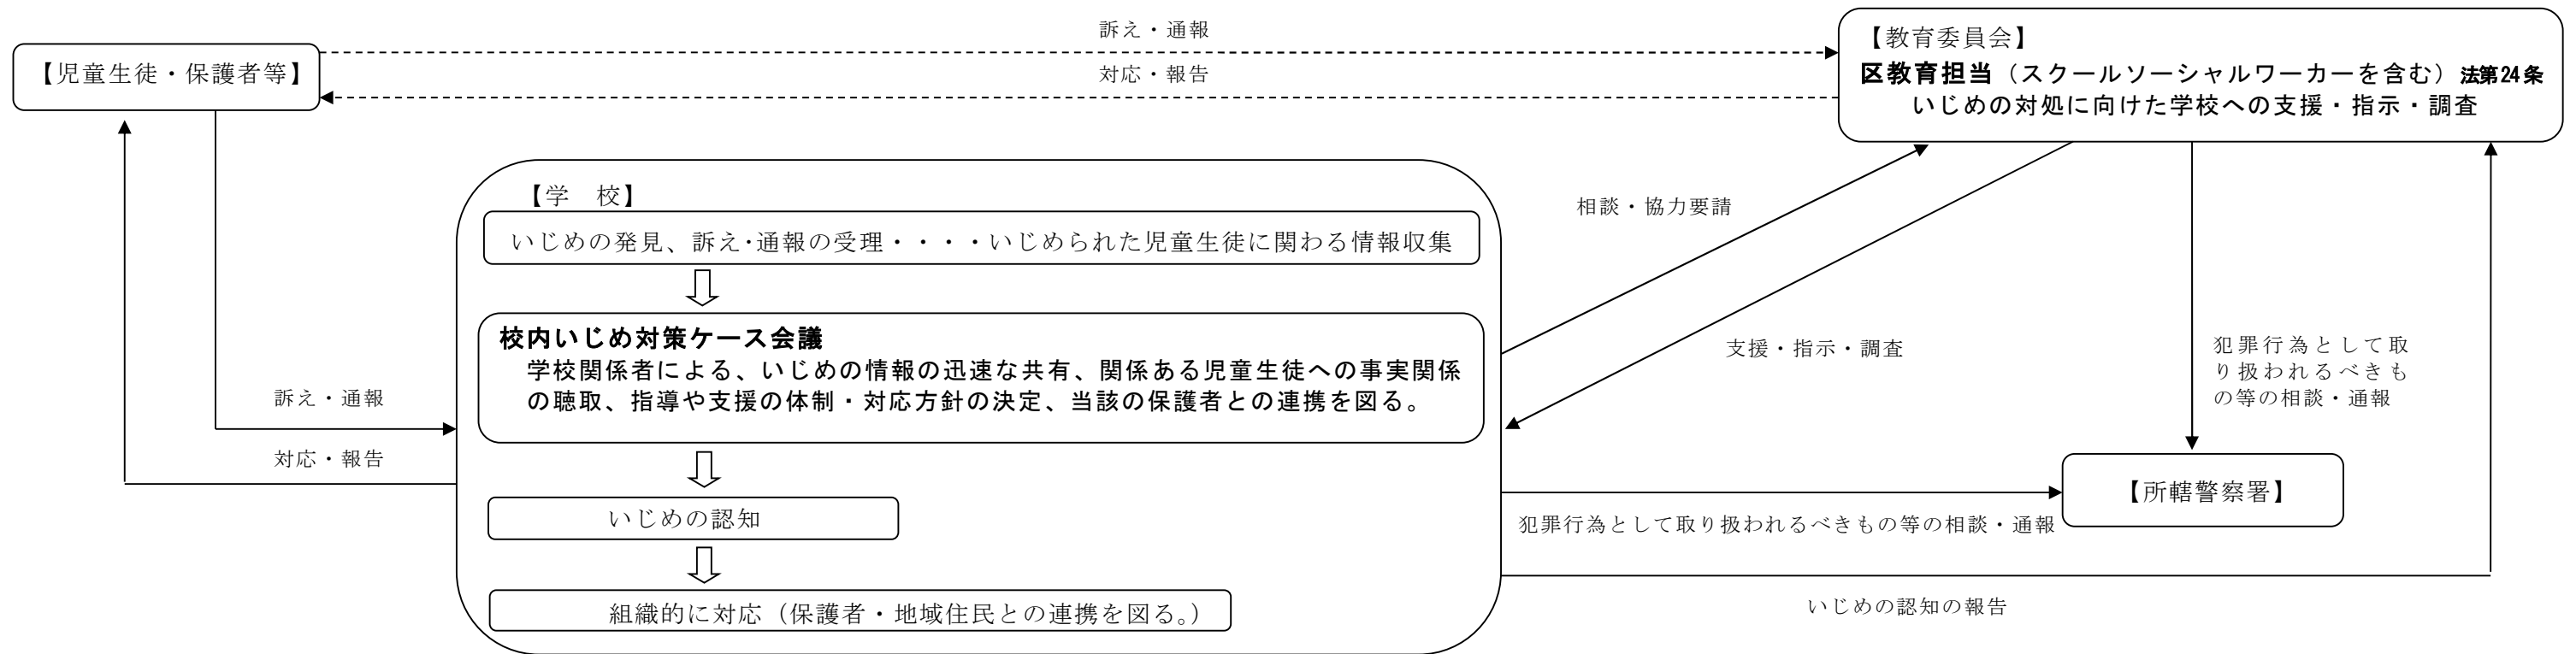 訴え・通報
対応・報告
【児童生徒・保護者等】
【教育委員会】
区教育担当（スクールソーシャルワーカーを含む）法第24条
いじめの対処に向けた学校への支援・指示・調査
【学　校】
いじめの発見、訴え・通報の受理・・・・いじめられた児童生徒に関わる情報収集
校内いじめ対策ケース会議
学校関係者による、いじめの情報の迅速な共有、関係ある児童生徒への事実関係
の聴取、指導や支援の体制・対応方針の決定、当該の保護者との連携を図る。
いじめの認知
組織的に対応（保護者・地域住民との連携を図る。）
訴え・通報
対応・報告
相談・協力要請
支援・指示・調査
犯罪行為として取
り扱われるべきも
の等の相談・通報
【所轄警察署】
犯罪行為として取り扱われるべきもの等の相談・通報
いじめの認知の報告